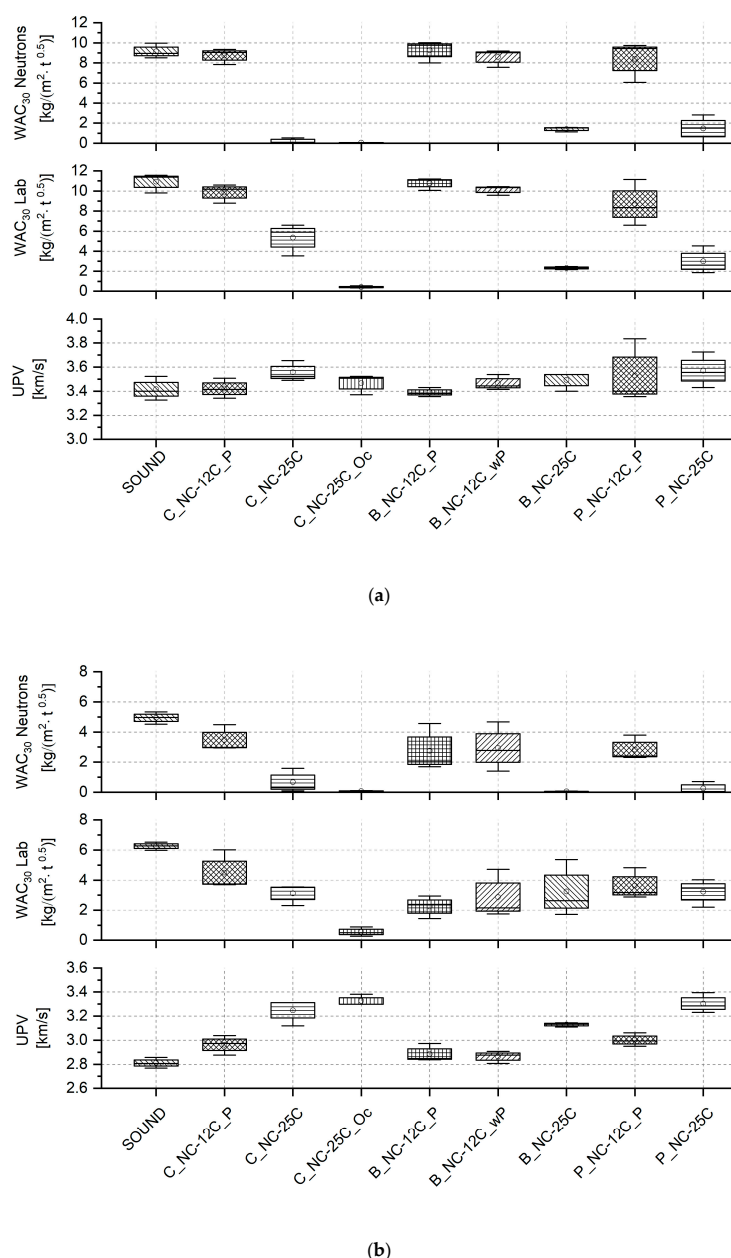 12
10
8
6
4
2
0
WAC₃₀ Neutrons
[kg/(m²· t ⁰·⁵)]
12
10
8
6
4
2
0
WAC₃₀ Lab
[kg/(m²· t ⁰·⁵)]
4.0
3.8
3.6
3.4
3.2
3.0
UPV
[km/s]
SOUND
C_NC-12C_P
C_NC-25C
C_NC-25C_Oc
B_NC-12C_P
B_NC-12C_wP
B_NC-25C
P_NC-12C_P
P_NC-25C
(a)
8
6
4
2
0
WAC₃₀ Neutrons
[kg/(m²· t ⁰·⁵)]
8
6
4
2
0
WAC₃₀ Lab
[kg/(m²· t ⁰·⁵)]
3.6
3.4
3.2
3.0
2.8
2.6
UPV
[km/s]
SOUND
C_NC-12C_P
C_NC-25C
C_NC-25C_Oc
B_NC-12C_P
B_NC-12C_wP
B_NC-25C
P_NC-12C_P
P_NC-25C
(b)